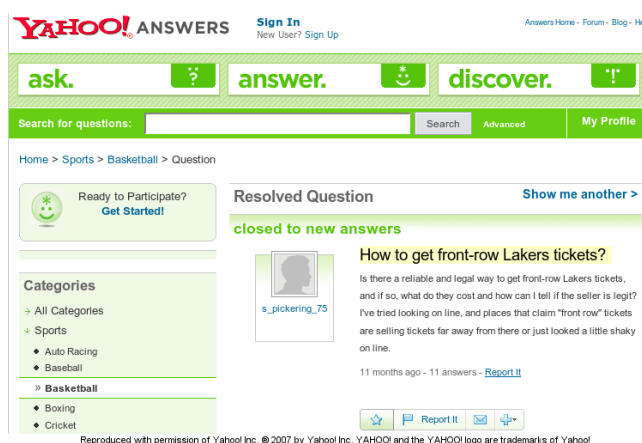 YAHOO! ANSWERS
Sign In
New User? Sign Up
Answers Home - Forum - Blog - He
ask.
answer.
discover.
Search for questions:
Search
Advanced
My Profile
Home > Sports > Basketball > Question
Ready to Participate?
Get Started!
Categories
All Categories
Sports
Auto Racing
Baseball
» Basketball
Boxing
Cricket
Resolved Question
Show me another >
closed to new answers
s_pickering_75
How to get front-row Lakers tickets?
Is there a reliable and legal way to get front-row Lakers tickets,
and if so, what do they cost and how can I tell if the seller is legit?
I've tried looking on line, and places that claim "front row" tickets
are selling tickets far away from there or just looked a little shaky
on line.
11 months ago - 11 answers - Report It
Report It
Reproduced with permission of Yahoo! Inc. ® 2007 by Yahoo! Inc. YAHOO! and the YAHOO! logo are trademarks of Yahoo!